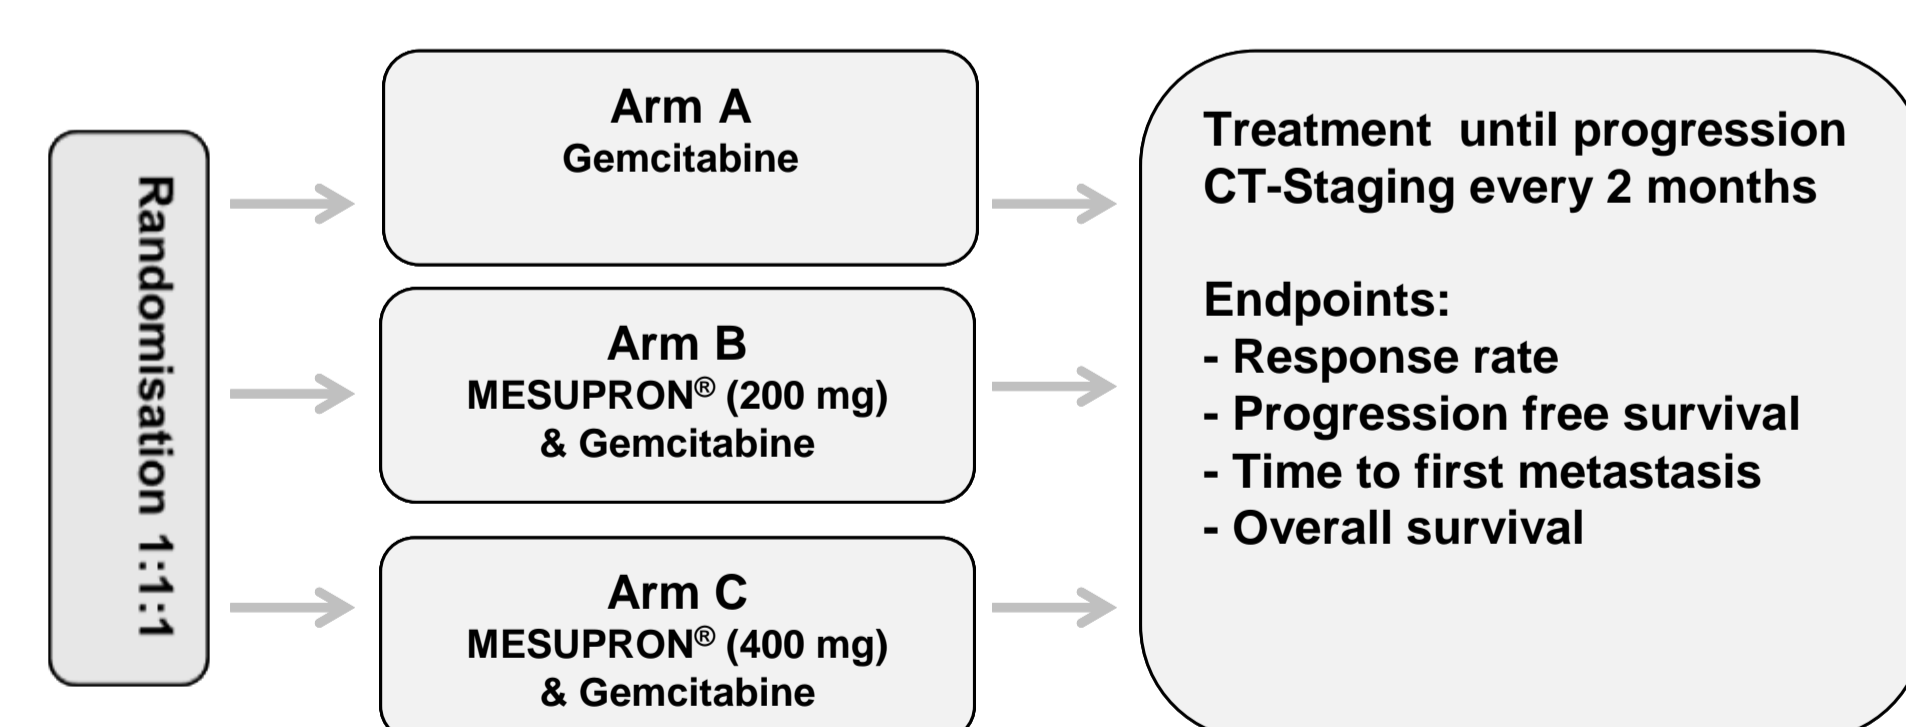 Randomisation 1:1:1
Arm A
Gemcitabine
Arm B
MESUPRON® (200 mg)
& Gemcitabine
Arm C
MESUPRON® (400 mg)
& Gemcitabine
Treatment until progression
CT-Staging every 2 months
Endpoints:
- Response rate
- Progression free survival
- Time to first metastasis
- Overall survival